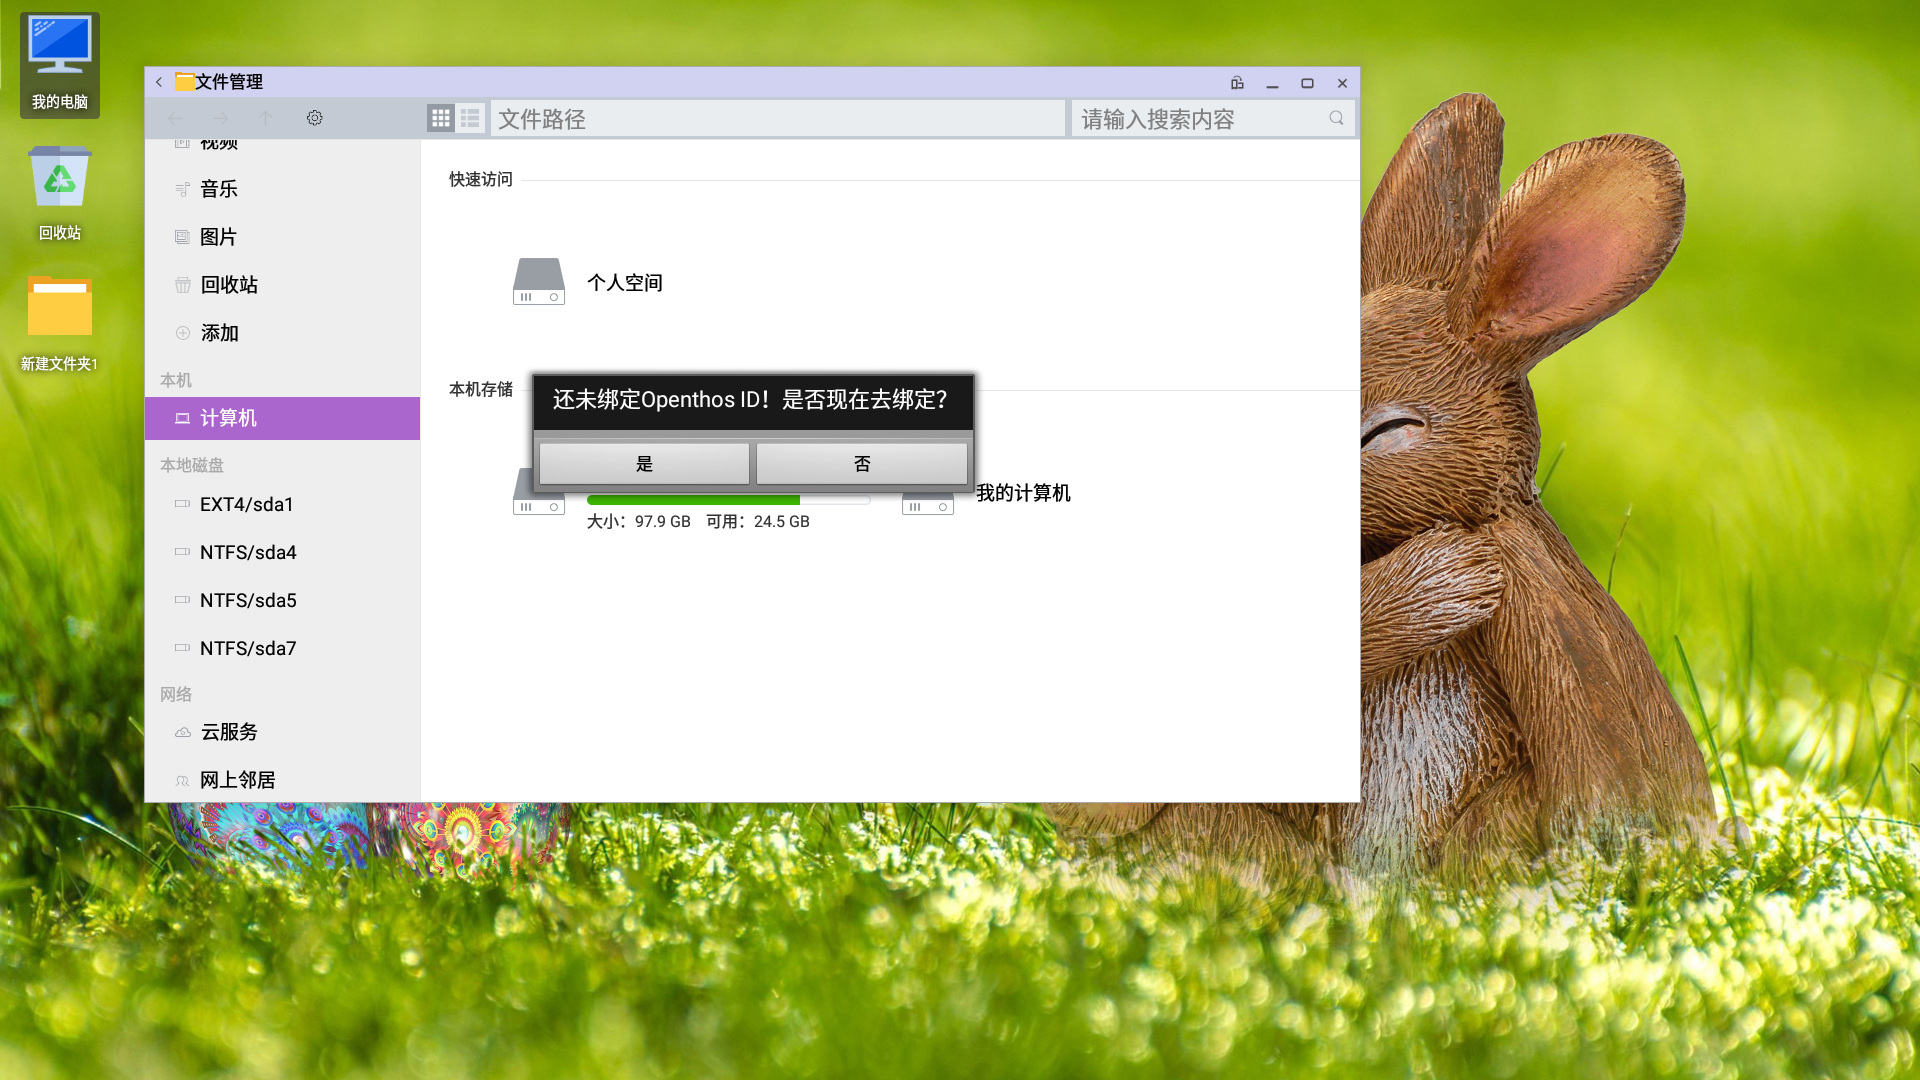 我的电脑
回收站
新建文件夹1
文件管理
文件路径
请输入搜索内容
视频
音乐
图片
回收站
添加
本机
计算机
本地磁盘
EXT4/sda1
NTFS/sda4
NTFS/sda5
NTFS/sda7
网络
云服务
网上邻居
快速访问
个人空间
本机存储
还未绑定Openthos ID！是否现在去绑定？
是
否
大小：97.9 GB 可用：24.5 GB
我的计算机